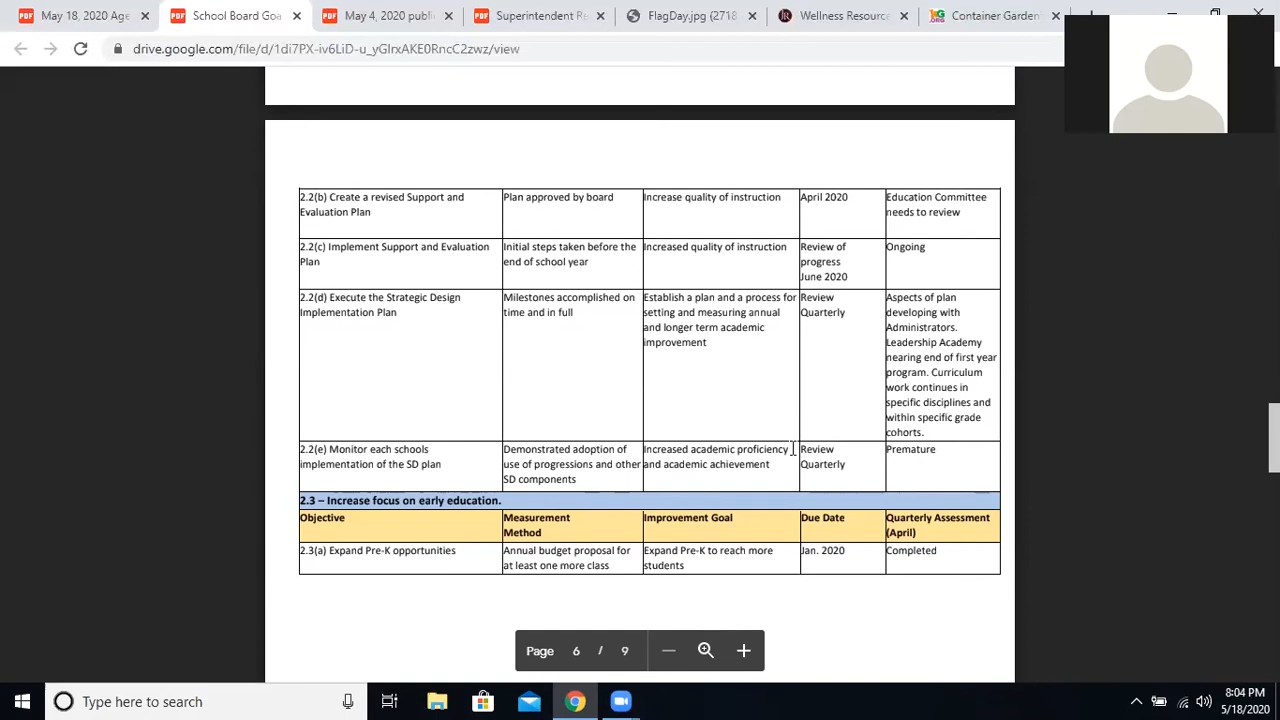 May 18, 2020 Age
School Board Goa
May 4, 2020 publi
Superintendent R
FlagDay.jpg
Wellness Resourc
Container Garden
drive.google.com/file/d/1di7PX-iv6LiD-u_yGlrxAKE0RncC2zwz/view
2.2(b) Create a revised Support and
Evaluation Plan
Plan approved by board
Increase quality of instruction
April 2020
Education Committee
needs to review
2.2(c) Implement Support and Evaluation
Plan
Initial steps taken before the
end of school year
Increased quality of instruction
Review of
progress
June 2020
Ongoing
2.2(d) Execute the Strategic Design
Implementation Plan
Milestones accomplished on
time and in full
Establish a plan and a process for
setting and measuring annual
and longer term academic
improvement
Review
Quarterly
Aspects of plan
developing with
Administrators.
Leadership Academy
nearing end of first year
program. Curriculum
work continues in
specific disciplines and
within specific grade
cohorts.
2.2(e) Monitor each schools
implementation of the SD plan
Demonstrated adoption of
use of progressions and other
SD components
Increased academic proficiency
and academic achievement
Review
Quarterly
Premature
2.3 – Increase focus on early education.
Objective
Measurement
Method
Improvement Goal
Due Date
Quarterly Assessment
(April)
2.3(a) Expand Pre-K opportunities
Annual budget proposal for
at least one more class
Expand Pre-K to reach more
students
Jan. 2020
Completed
Page 6 / 9
Type here to search
8:04 PM
5/18/2020